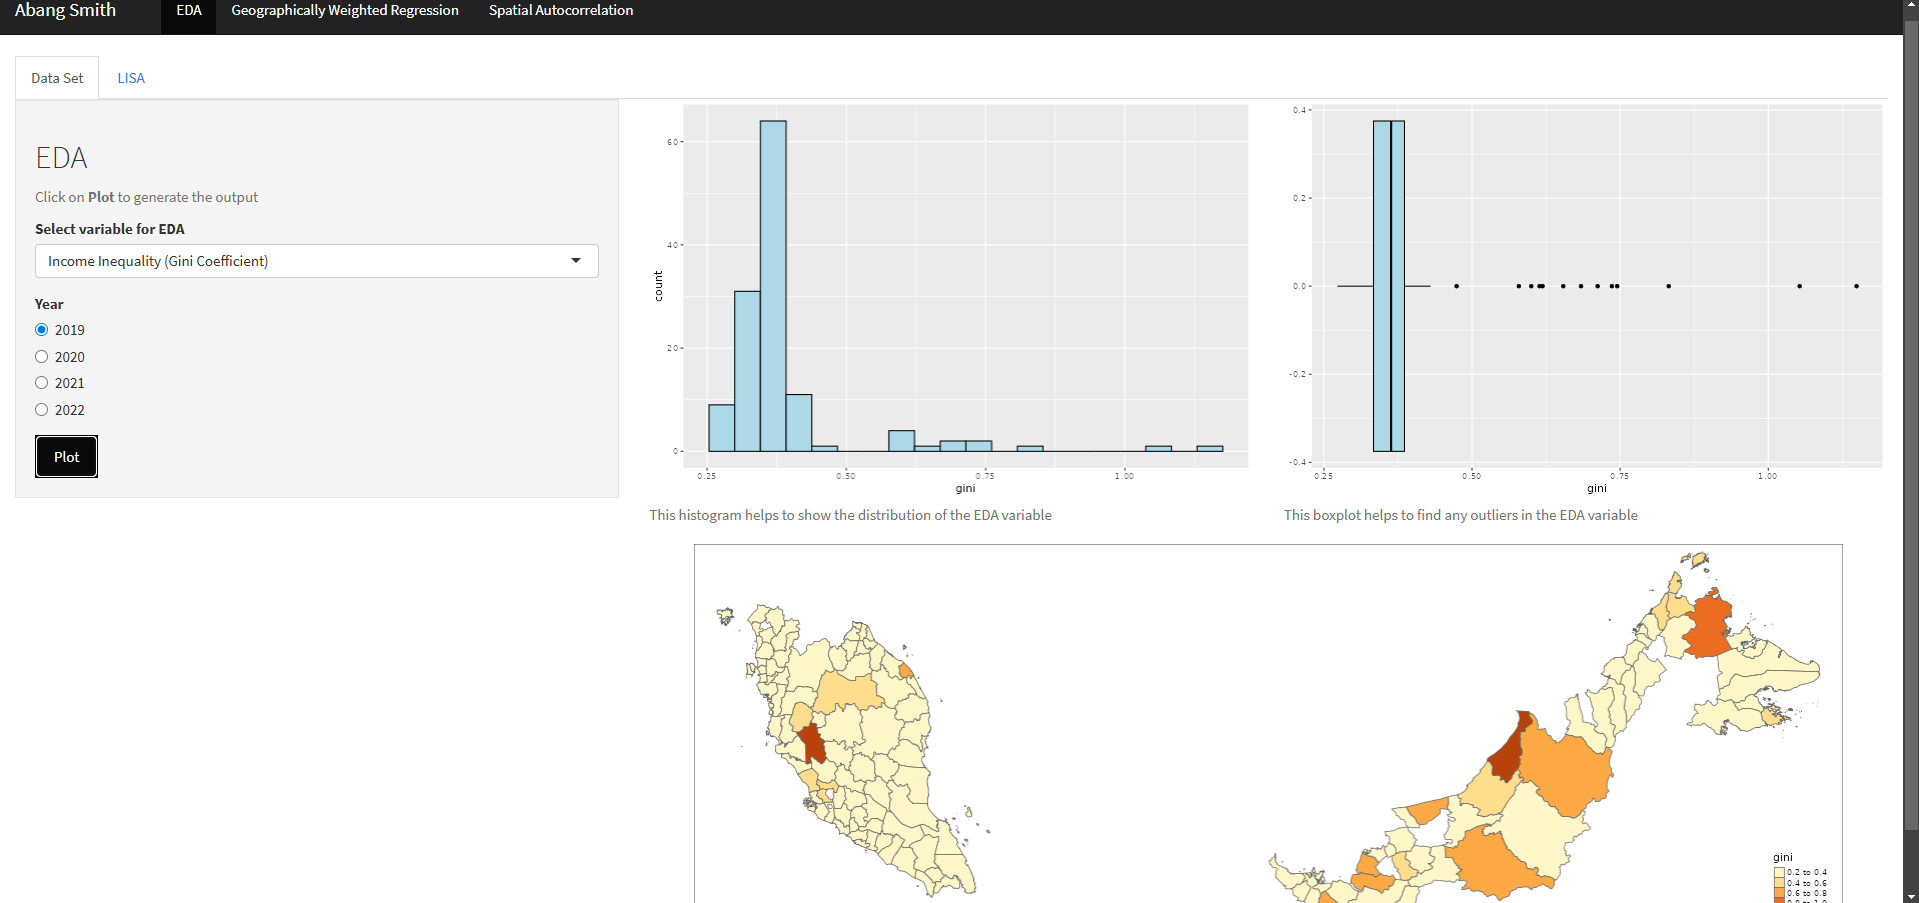 Abang Smith EDA Geographically Weighted Regression Spatial Autocorrelation
Data Set LISA
EDA
Click on Plot to generate the output
Select variable for EDA
Income Inequality (Gini Coefficient)
Year
2019
2020
2021
2022
Plot
60
40
20
0
count
0.25 0.50 0.75 1.00
gini
This histogram helps to show the distribution of the EDA variable
0.4
0.2
0.0
-0.2
-0.4
0.25 0.50 0.75 1.00
gini
This boxplot helps to find any outliers in the EDA variable
gini
0.2 to 0.4
0.4 to 0.6
0.6 to 0.8